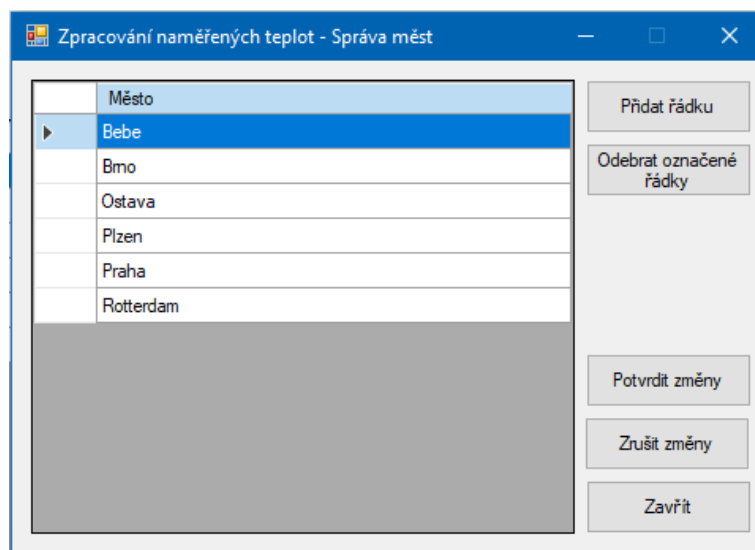 Zpracování naměřených teplot - Správa měst
Město
Bebe
Brno
Ostava
Plzen
Praha
Rotterdam
Přidat řádku
Odebrat označené
řádky
Potvrdit změny
Zrušit změny
Zavřít